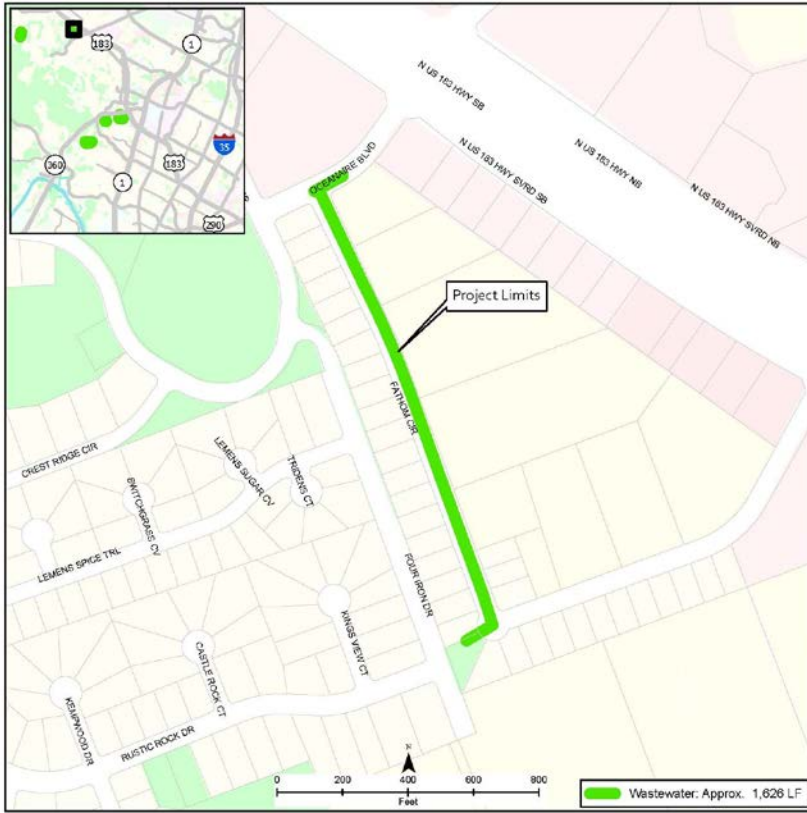 183
1
360
183
35
1
290
N US 183 HWY SB
N US 183 HWY SVRD SB
N US 183 HWY NB
N US 183 HWY SVRD NB
OCEANAIRE BLVD
Project Limits
FATHOM CIR
CREST RIDGE CIR
LEMENS SUGAR CV
TRIDENS CT
SWITCHGRASS CV
LEMENS SPICE TRL
FOUR IRON DR
KINGS VIEW CT
CASTLE ROCK CT
KEMPWOOD DR
RUSTIC ROCK DR
N
0 200 400 600 800
Feet
Wastewater: Approx. 1,626 LF